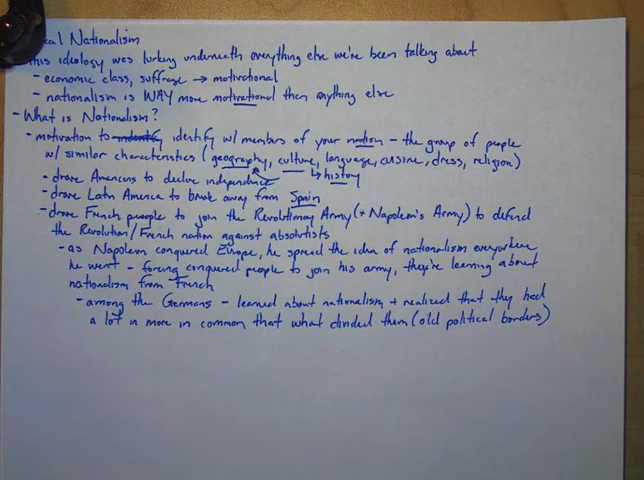 al Nationalism
this ideology was lurking underneath everything else we've been talking about
- economic class, suffrage → motivational
- nationalism is WAY more motivational then anything else
- What is Nationalism?
- motivation to identify identify w/ members of your nation - the group of people
w/ similar characteristics (geography, culture, language, cuisine, dress, religion)
- drove Americans to declare independence → history
- drove Latin America to break away from Spain
- drove French people to join the Revolutionary Army (+ Napoleon's Army) to defend
the Revolution/French nation against absolutists
- as Napoleon conquered Europe, he spread the idea of nationalism everywhere
he went - forcing conquered people to join his army, they're learning about
nationalism from French
- among the Germans - learned about nationalism + realized that they had
a lot in more in common that what divided them (old political borders)